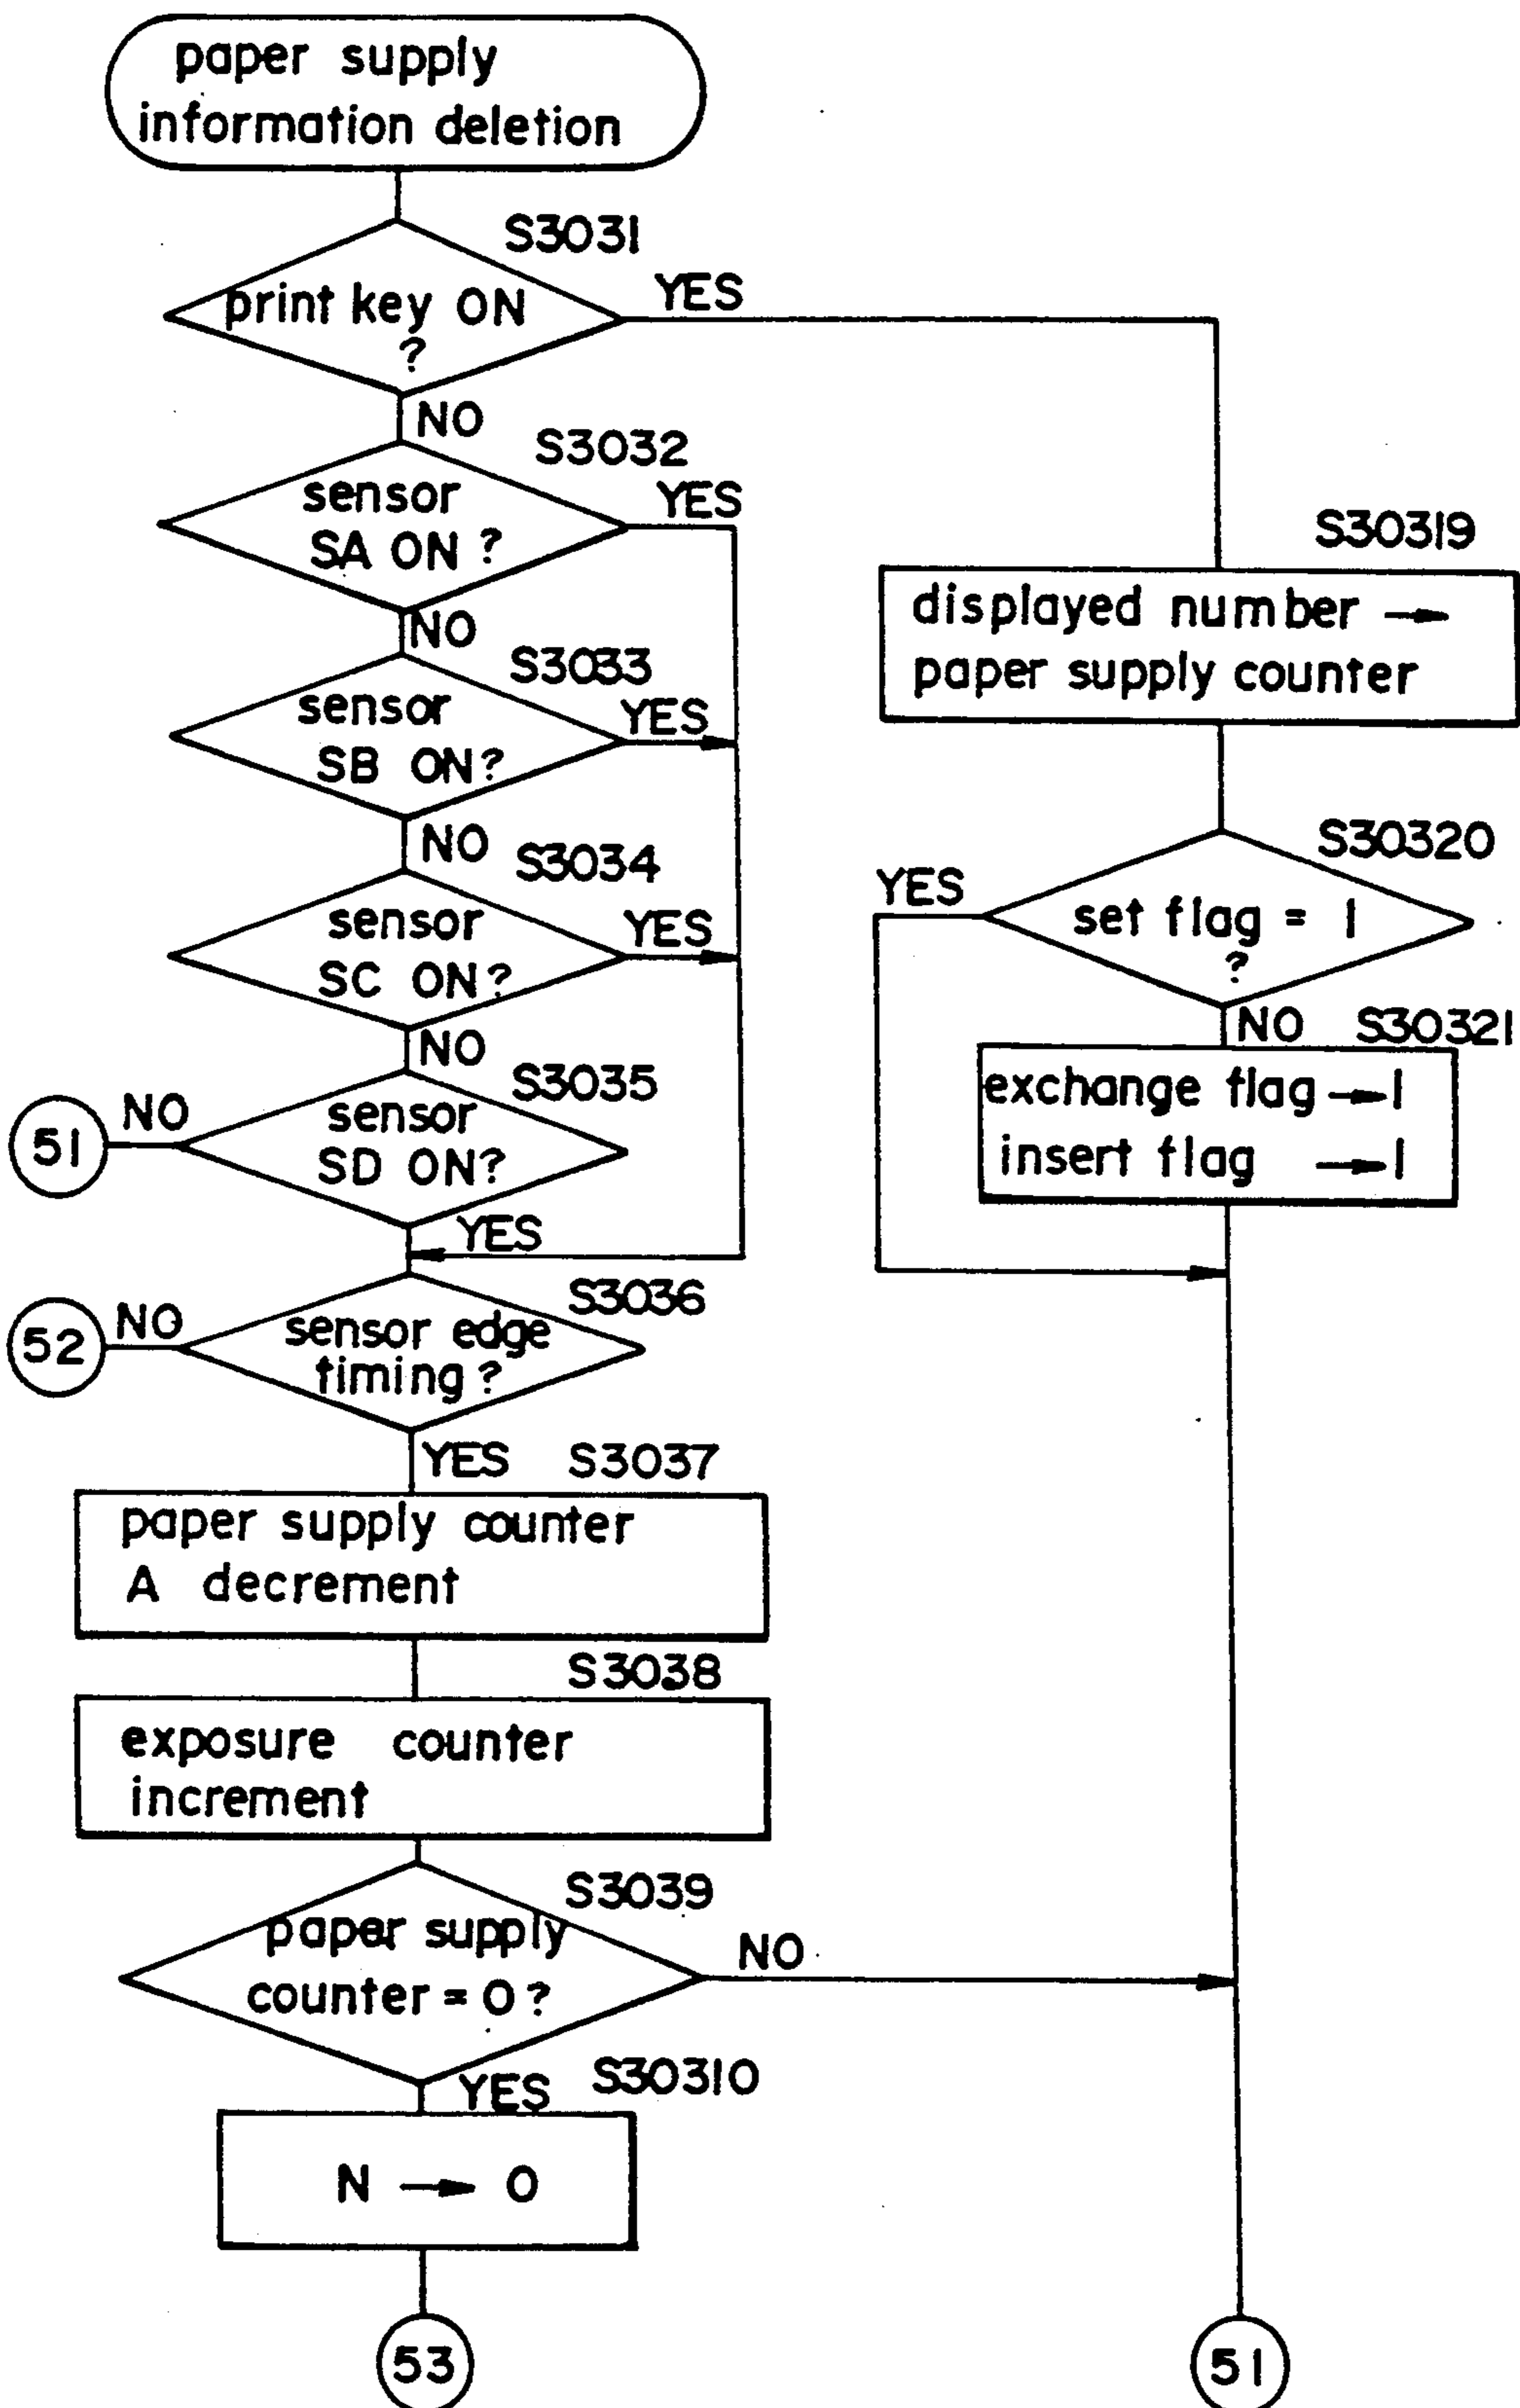 paper supply
information deletion
S3031
print key ON
?
YES
NO
S3032
sensor
SA ON ?
YES
NO
S3033
sensor
SB ON?
YES
NO
S3034
sensor
SC ON?
YES
NO
S3035
sensor
SD ON?
NO
51
YES
S3036
sensor edge
timing ?
NO
52
YES
S3037
paper supply counter
A decrement
S3038
exposure counter
increment
S3039
paper supply
counter = 0 ?
NO
YES
S30310
N → 0
53
S30319
displayed number →
paper supply counter
S30320
set flag = 1
?
YES
NO
S30321
exchange flag → 1
insert flag → 1
51